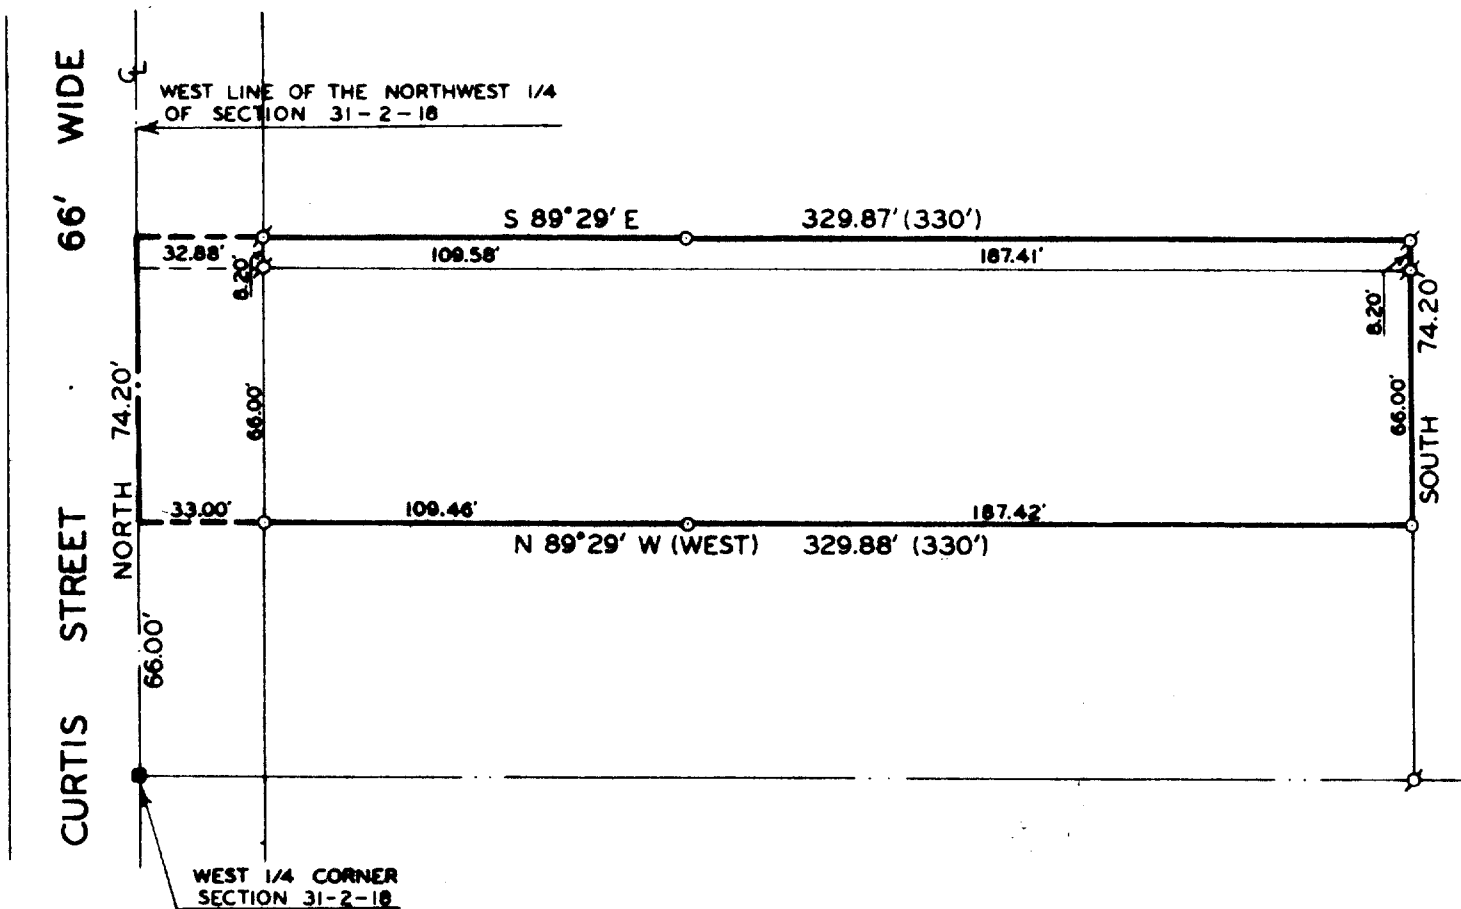 CURTIS STREET 66' WIDE
℄
WEST LINE OF THE NORTHWEST 1/4
OF SECTION 31-2-18
S 89°29' E 329.87' (330')
32.88' 109.58' 187.41'
8.20'
8.20'
NORTH 74.20'
66.00'
66.00'
SOUTH 74.20'
33.00' 109.46' 187.42'
N 89°29' W (WEST) 329.88' (330')
66.00'
WEST 1/4 CORNER
SECTION 31-2-18